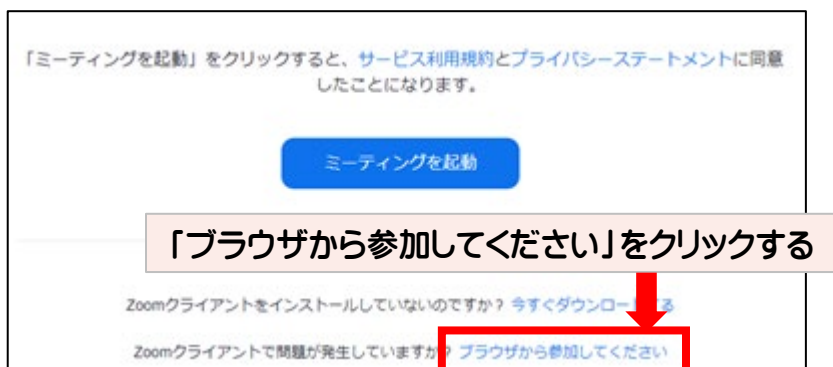 「ミーティングを起動」をクリックすると、サービス利用規約とプライバシーステートメントに同意
したことになります。
ミーティングを起動
「ブラウザから参加してください」をクリックする
Zoomクライアントをインストールしていないのですか？今すぐダウンロードする
Zoomクライアントで問題が発生していますか？ブラウザから参加してください